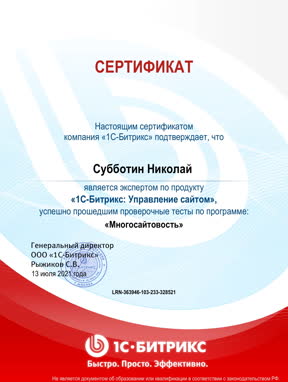 СЕРТИФИКАТ
Настоящим сертификатом
компания «1С-Битрикс» подтверждает, что
Субботин Николай
является экспертом по продукту
«1С-Битрикс: Управление сайтом»,
успешно прошедшим проверочные тесты по программе:
«Многосайтовость»
Генеральный директор
ООО «1С-Битрикс»
Рыжиков С.В.
13 июля 2021 года
LRN-363946-103-233-328521
1С-БИТРИКС
Быстро. Просто. Эффективно.
Не является документом об образовании или квалификации в соответствии с законодательством РФ